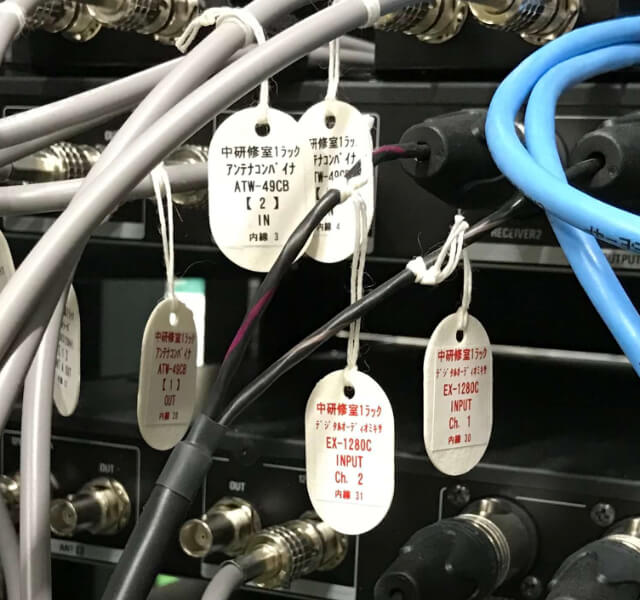 中研修室1ラック
アンテナコンバイナ
ATW-49CB
【2】
IN
内線 3
研修室1ラック
テナコンバイナ
TW-49CB
内線 4
中研修室1ラック
アンテナコンバイナ
ATW-49CB
【1】
OUT
中研修室1ラック
デジタルオーディオミキサ
EX-1280C
INPUT
Ch. 2
内線 31
中研修室1ラック
デジタルオーディオミキサ
EX-1280C
INPUT
Ch. 1
内線 30
RECEIVER2
OUTPUT
OUT
OUT